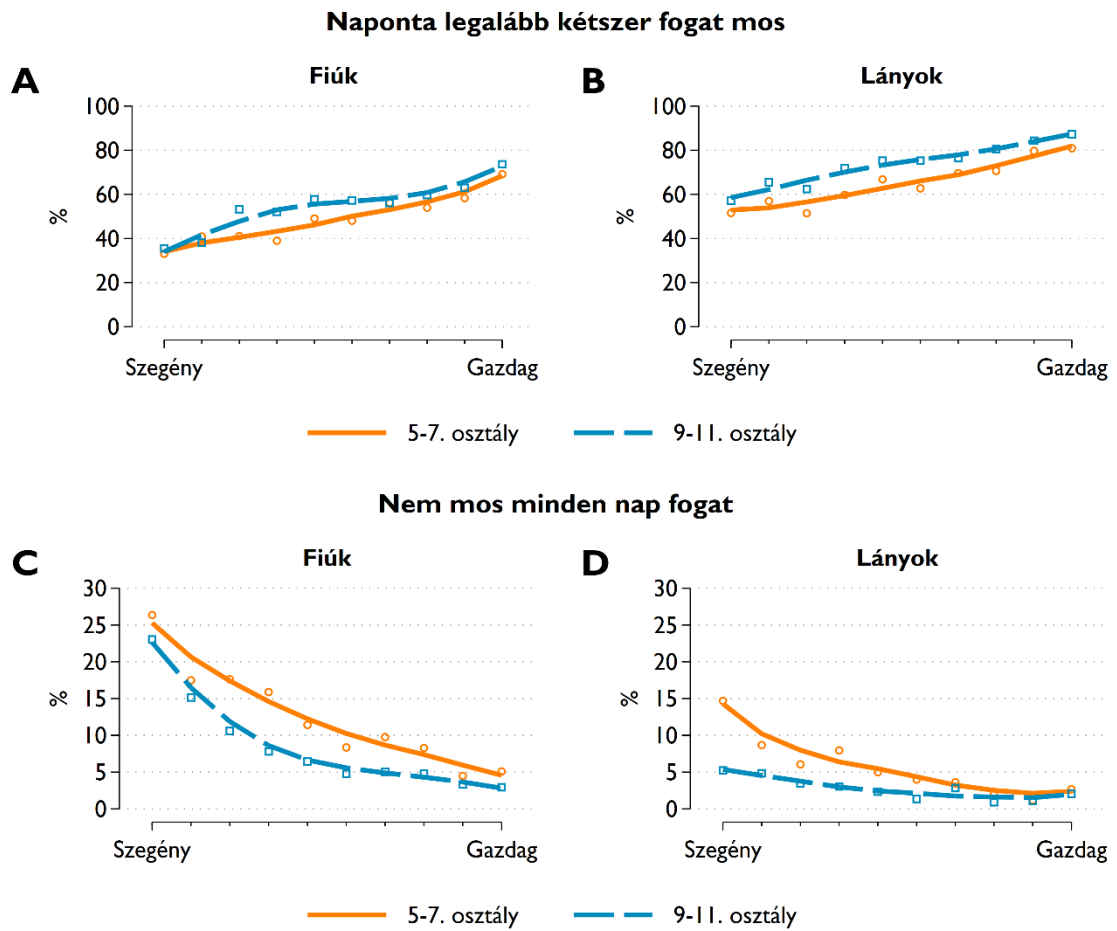 Naponta legalább kétszer fogat mos
A
Fiúk
100
80
60
40
20
0
%
Szegény
Gazdag
B
Lányok
100
80
60
40
20
0
%
Szegény
Gazdag
5-7. osztály
9-11. osztály
Nem mos minden nap fogat
C
Fiúk
30
25
20
15
10
5
0
%
Szegény
Gazdag
D
Lányok
30
25
20
15
10
5
0
%
Szegény
Gazdag
5-7. osztály
9-11. osztály